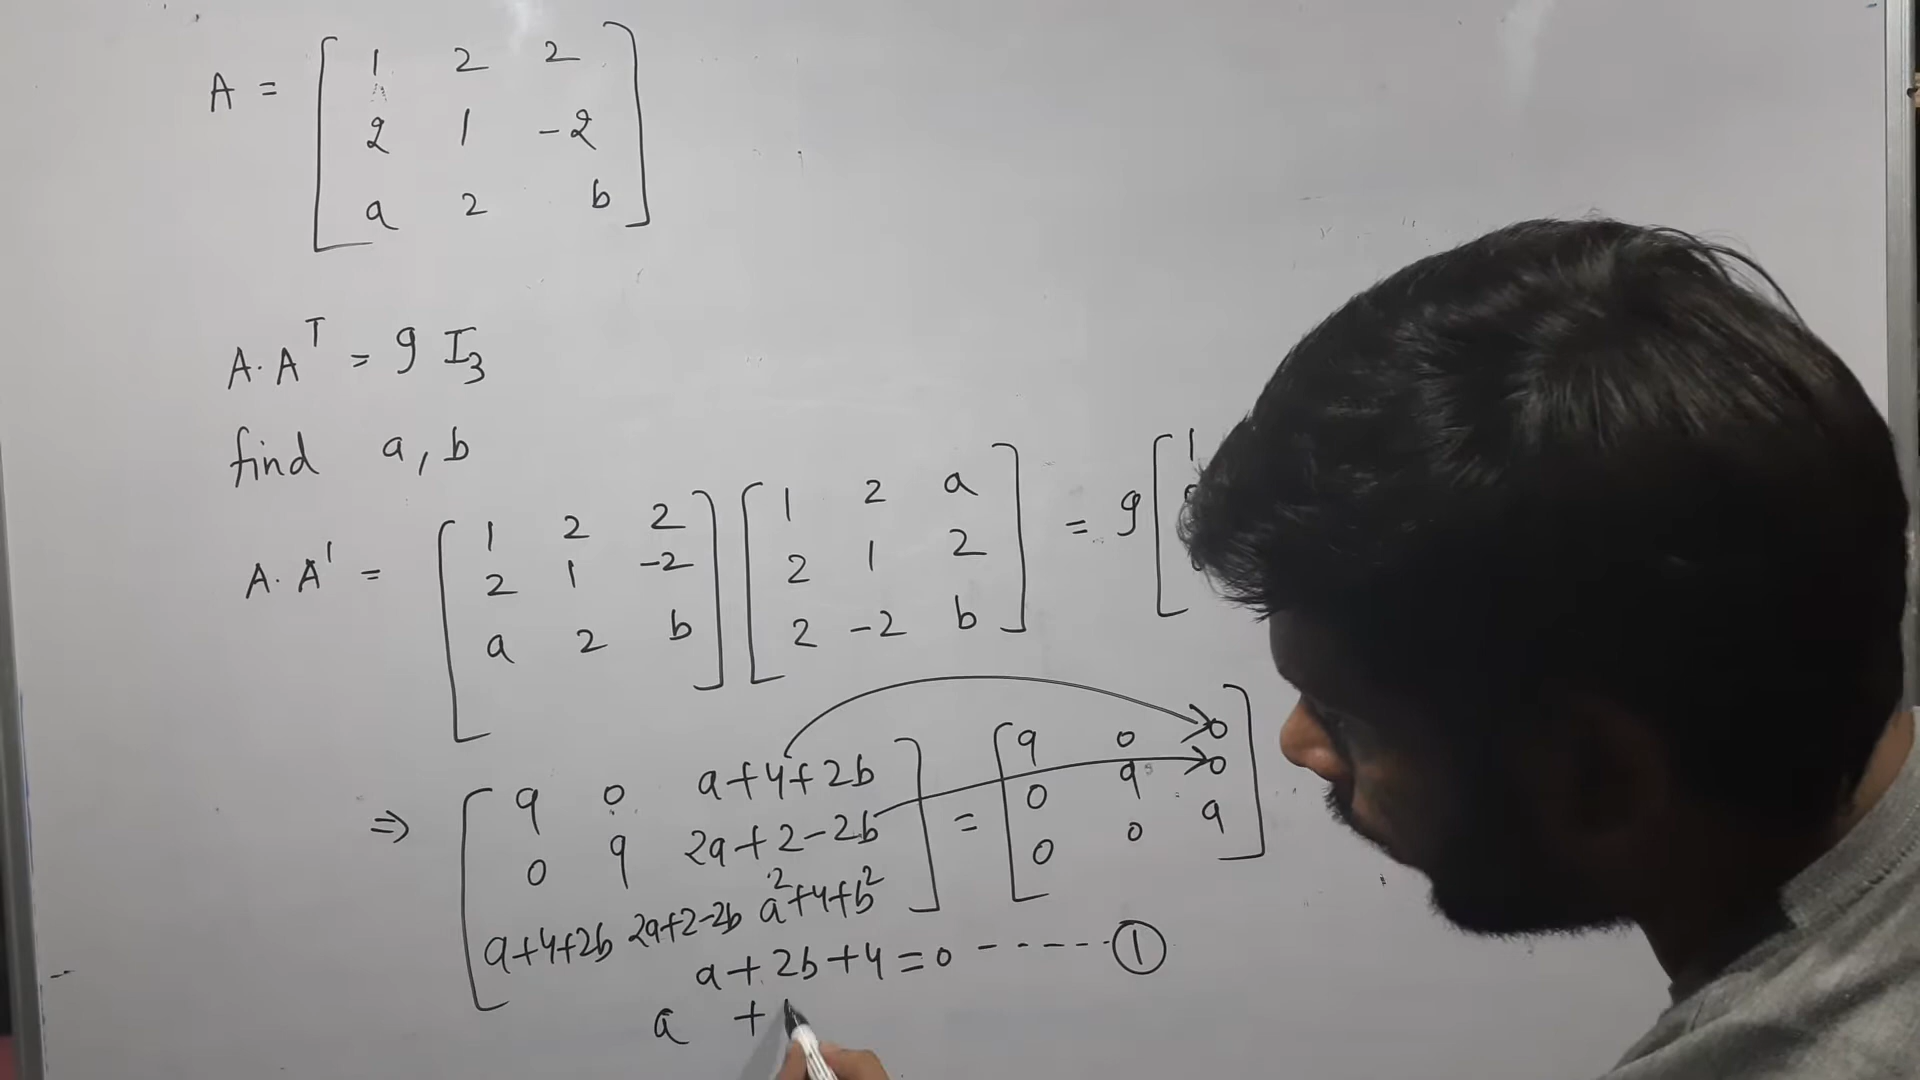 A = [ 1 2 2
2 1 -2
a 2 b ]
A.Aᵀ = 9 I₃
find a, b
A.A' = [ 1 2 2 ] [ 1 2 a ] = 9 [ 1
2 1 -2 2 1 2
a 2 b 2 -2 b
⇒ [ 9 0 a+4+2b ] = [ 9 0 0 ]
0 9 2a+2-2b 0 9 0
a+4+2b 2a+2-2b a²+4+b² 0 0 9
a+2b+4=0 ------ ①
a +